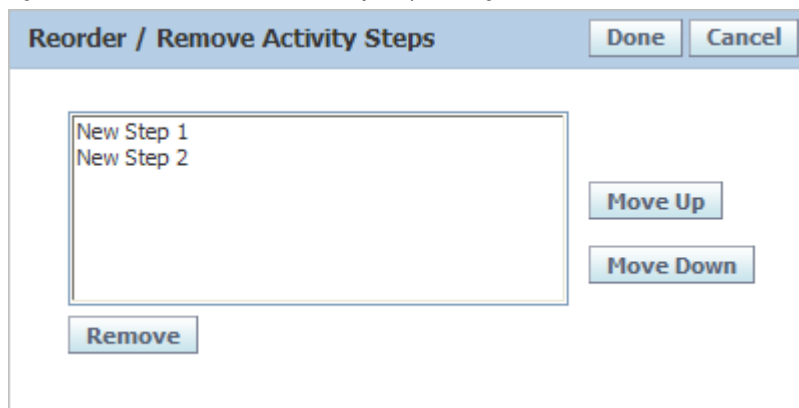 Reorder / Remove Activity Steps Done Cancel
New Step 1
New Step 2
Move Up
Move Down
Remove